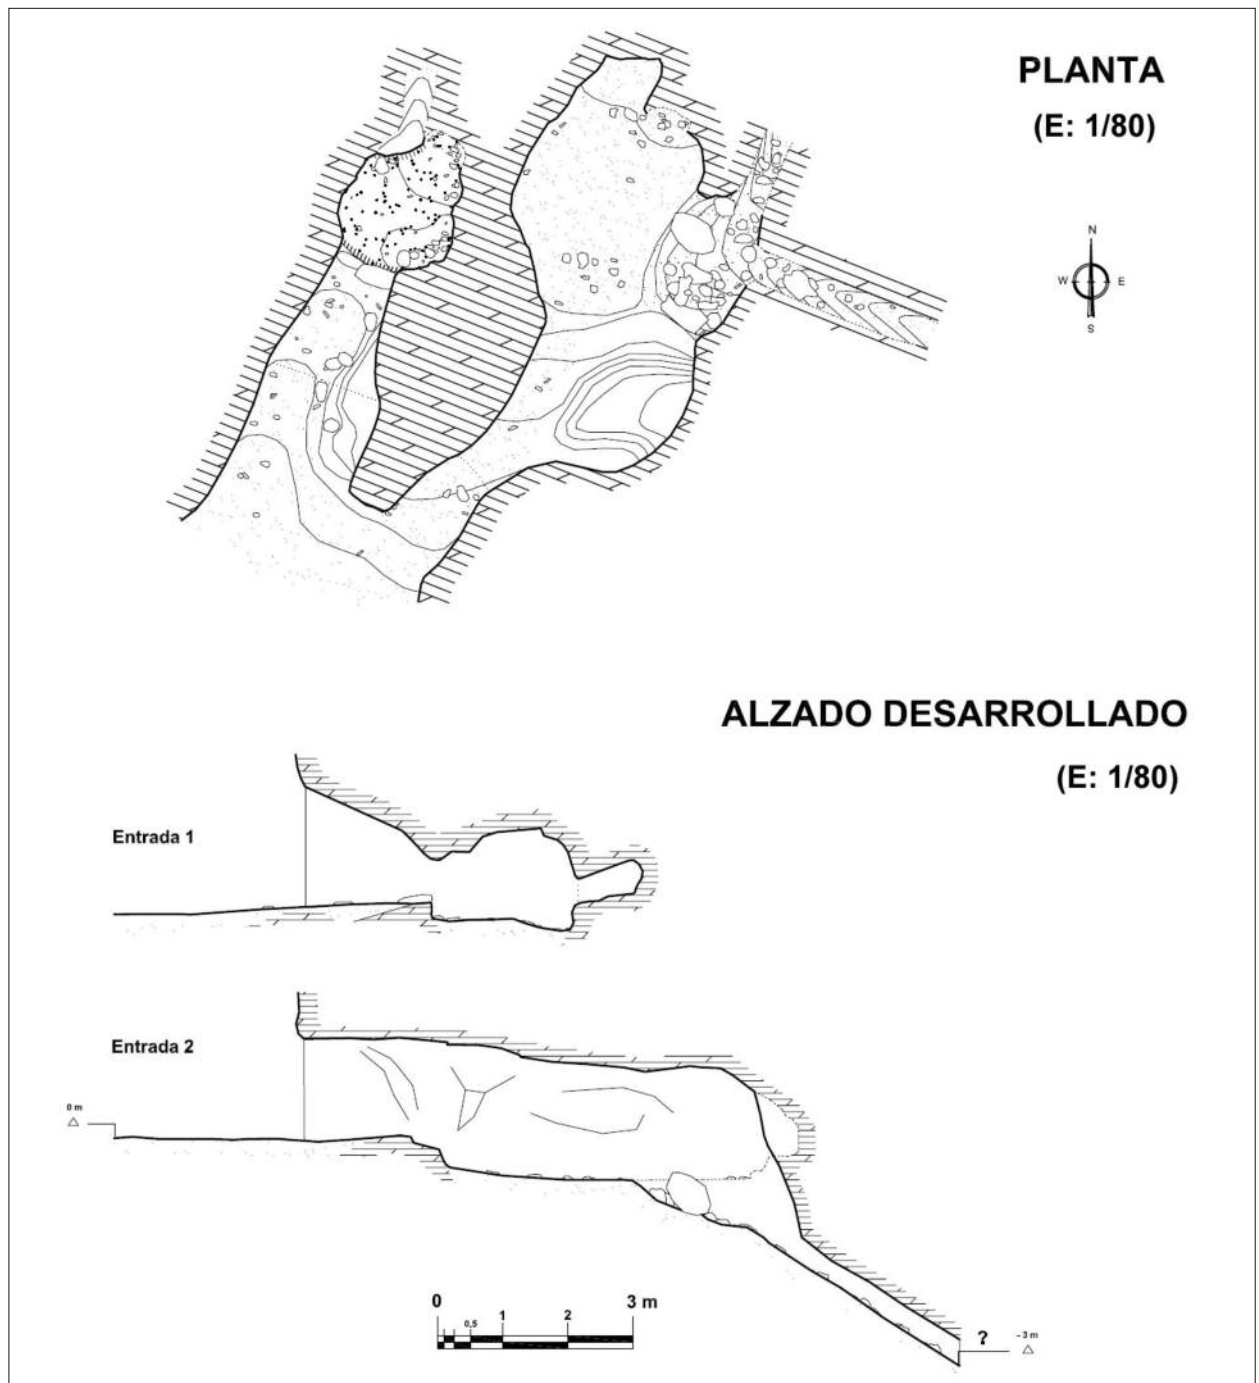 PLANTA
(E: 1/80)
N
W E
S
ALZADO DESARROLLADO
(E: 1/80)
Entrada 1
Entrada 2
0 m
0 0,5 1 2 3 m
?
- 3 m